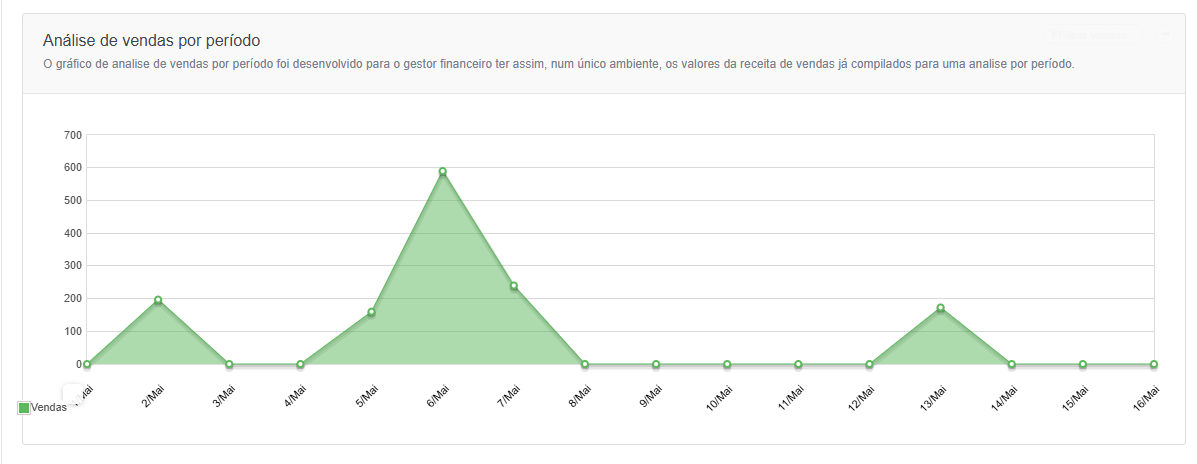 Análise de vendas por período
O gráfico de analise de vendas por período foi desenvolvido para o gestor financeiro ter assim, num único ambiente, os valores da receita de vendas já compilados para uma analise por período.
700
600
500
400
300
200
100
0
/Mai 2/Mai 3/Mai 4/Mai 5/Mai 6/Mai 7/Mai 8/Mai 9/Mai 10/Mai 11/Mai 12/Mai 13/Mai 14/Mai 15/Mai 16/Mai
Vendas